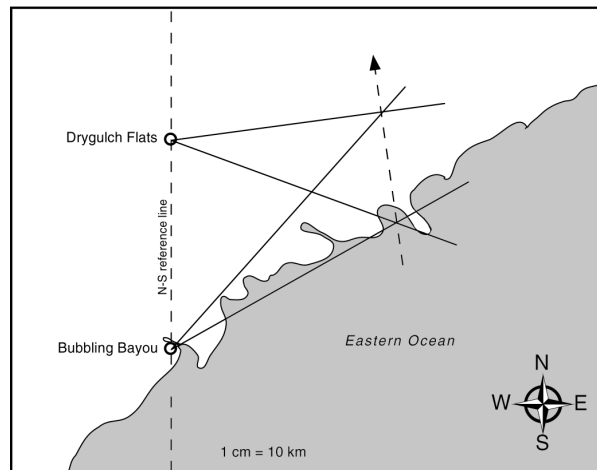 Drygulch Flats
N-S reference line
Bubbling Bayou
Eastern Ocean
N
W
E
S
1 cm = 10 km